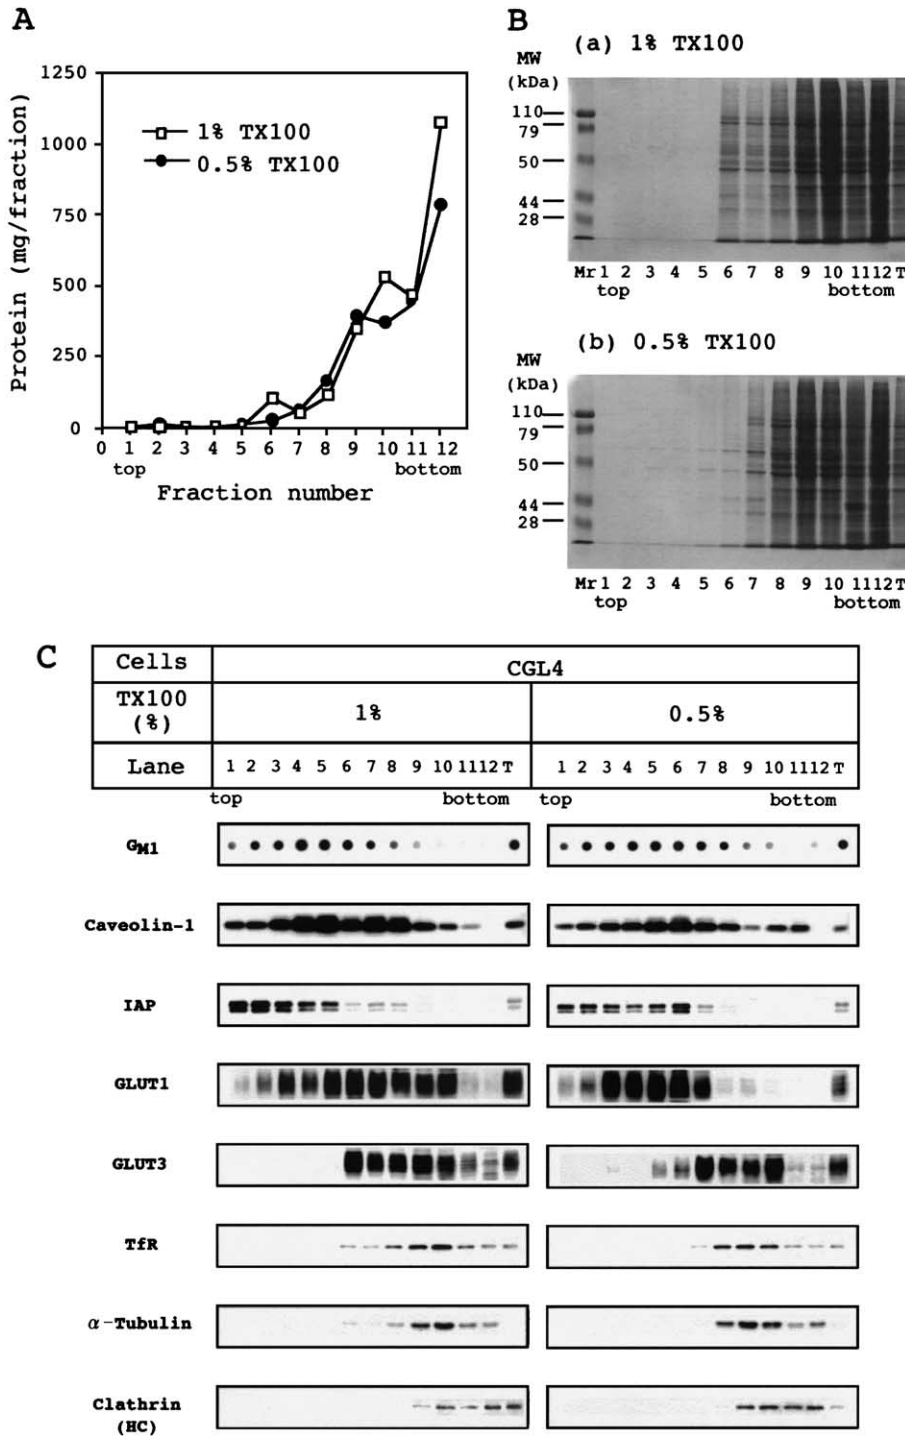 A
Protein (mg/fraction)
1250
1000
750
500
250
0
1% TX100
0.5% TX100
0 1 2 3 4 5 6 7 8 9 10 11 12
top bottom
Fraction number
B
(a) 1% TX100
MW
(kDa)
110
79
50
44
28
Mr 1 2 3 4 5 6 7 8 9 10 11 12 T
top bottom
(b) 0.5% TX100
MW
(kDa)
110
79
50
44
28
Mr 1 2 3 4 5 6 7 8 9 10 11 12 T
top bottom
C
Cells CGL4
TX100
(%) 1% 0.5%
Lane 1 2 3 4 5 6 7 8 9 10 11 12 T 1 2 3 4 5 6 7 8 9 10 11 12 T
top bottom top bottom
GM1
Caveolin-1
IAP
GLUT1
GLUT3
TfR
α-Tubulin
Clathrin
(HC)